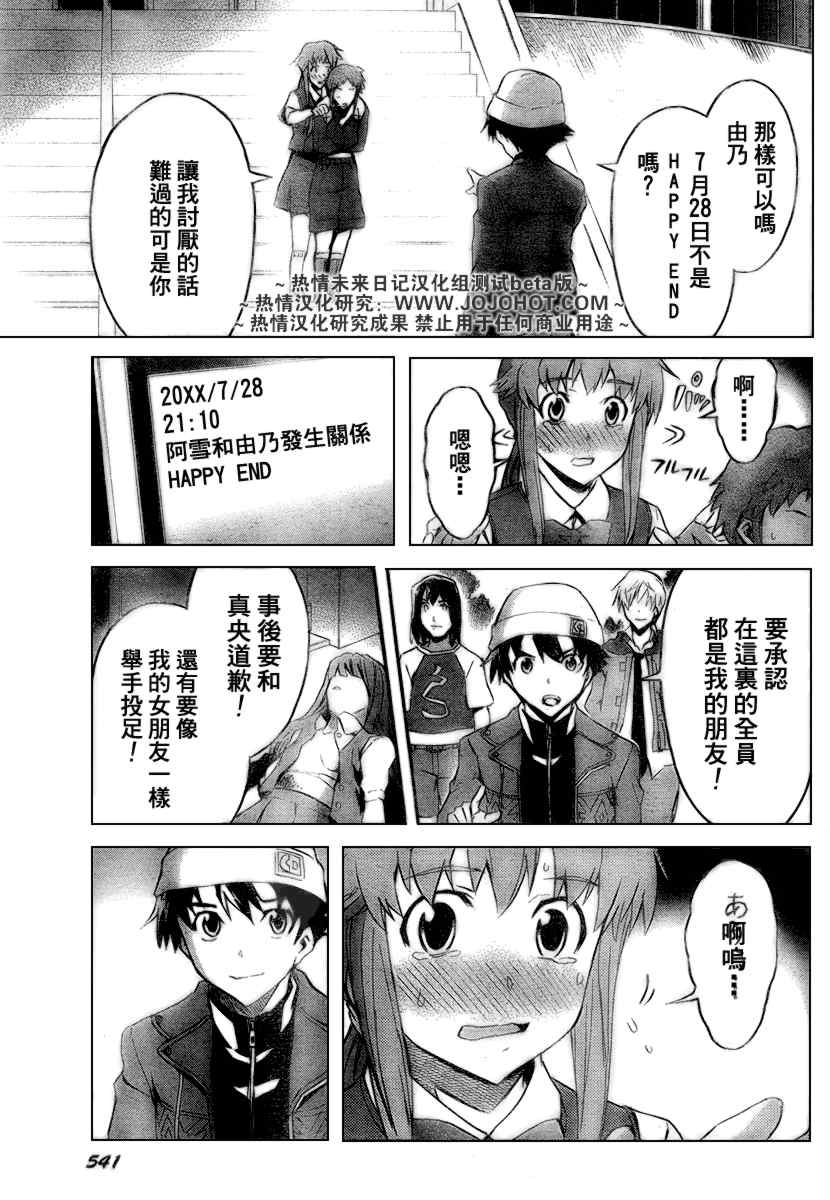 那樣可以嗎
由乃
7月28日不是
HAPPY END
嗎？
讓我討厭的話
難過的可是你
~ 热情未来日记汉化组测试beta版 ~
~ 热情汉化研究：WWW.JOJOHOT.COM ~
~ 热情汉化研究成果 禁止用于任何商业用途 ~
啊……
フルフル
嗯嗯…
20XX/7/28
21:10
阿雪和由乃發生關係
HAPPY END
要承認
在這裏的全員
都是我的朋友！
事後要和
真央道歉！
還有要像
我的女朋友一樣
舉手投足！
あ
啊嗚…
541